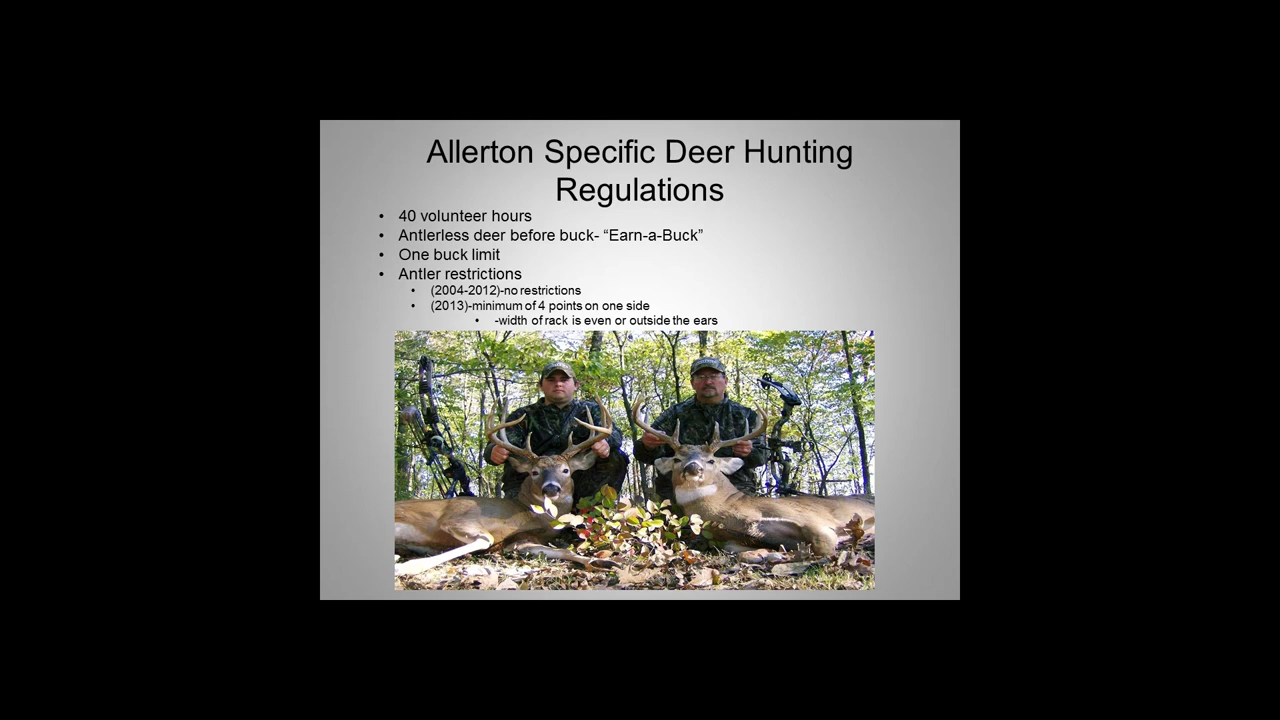 Allerton Specific Deer Hunting
Regulations
• 40 volunteer hours
• Antlerless deer before buck- “Earn-a-Buck”
• One buck limit
• Antler restrictions
• (2004-2012)-no restrictions
• (2013)-minimum of 4 points on one side
• -width of rack is even or outside the ears